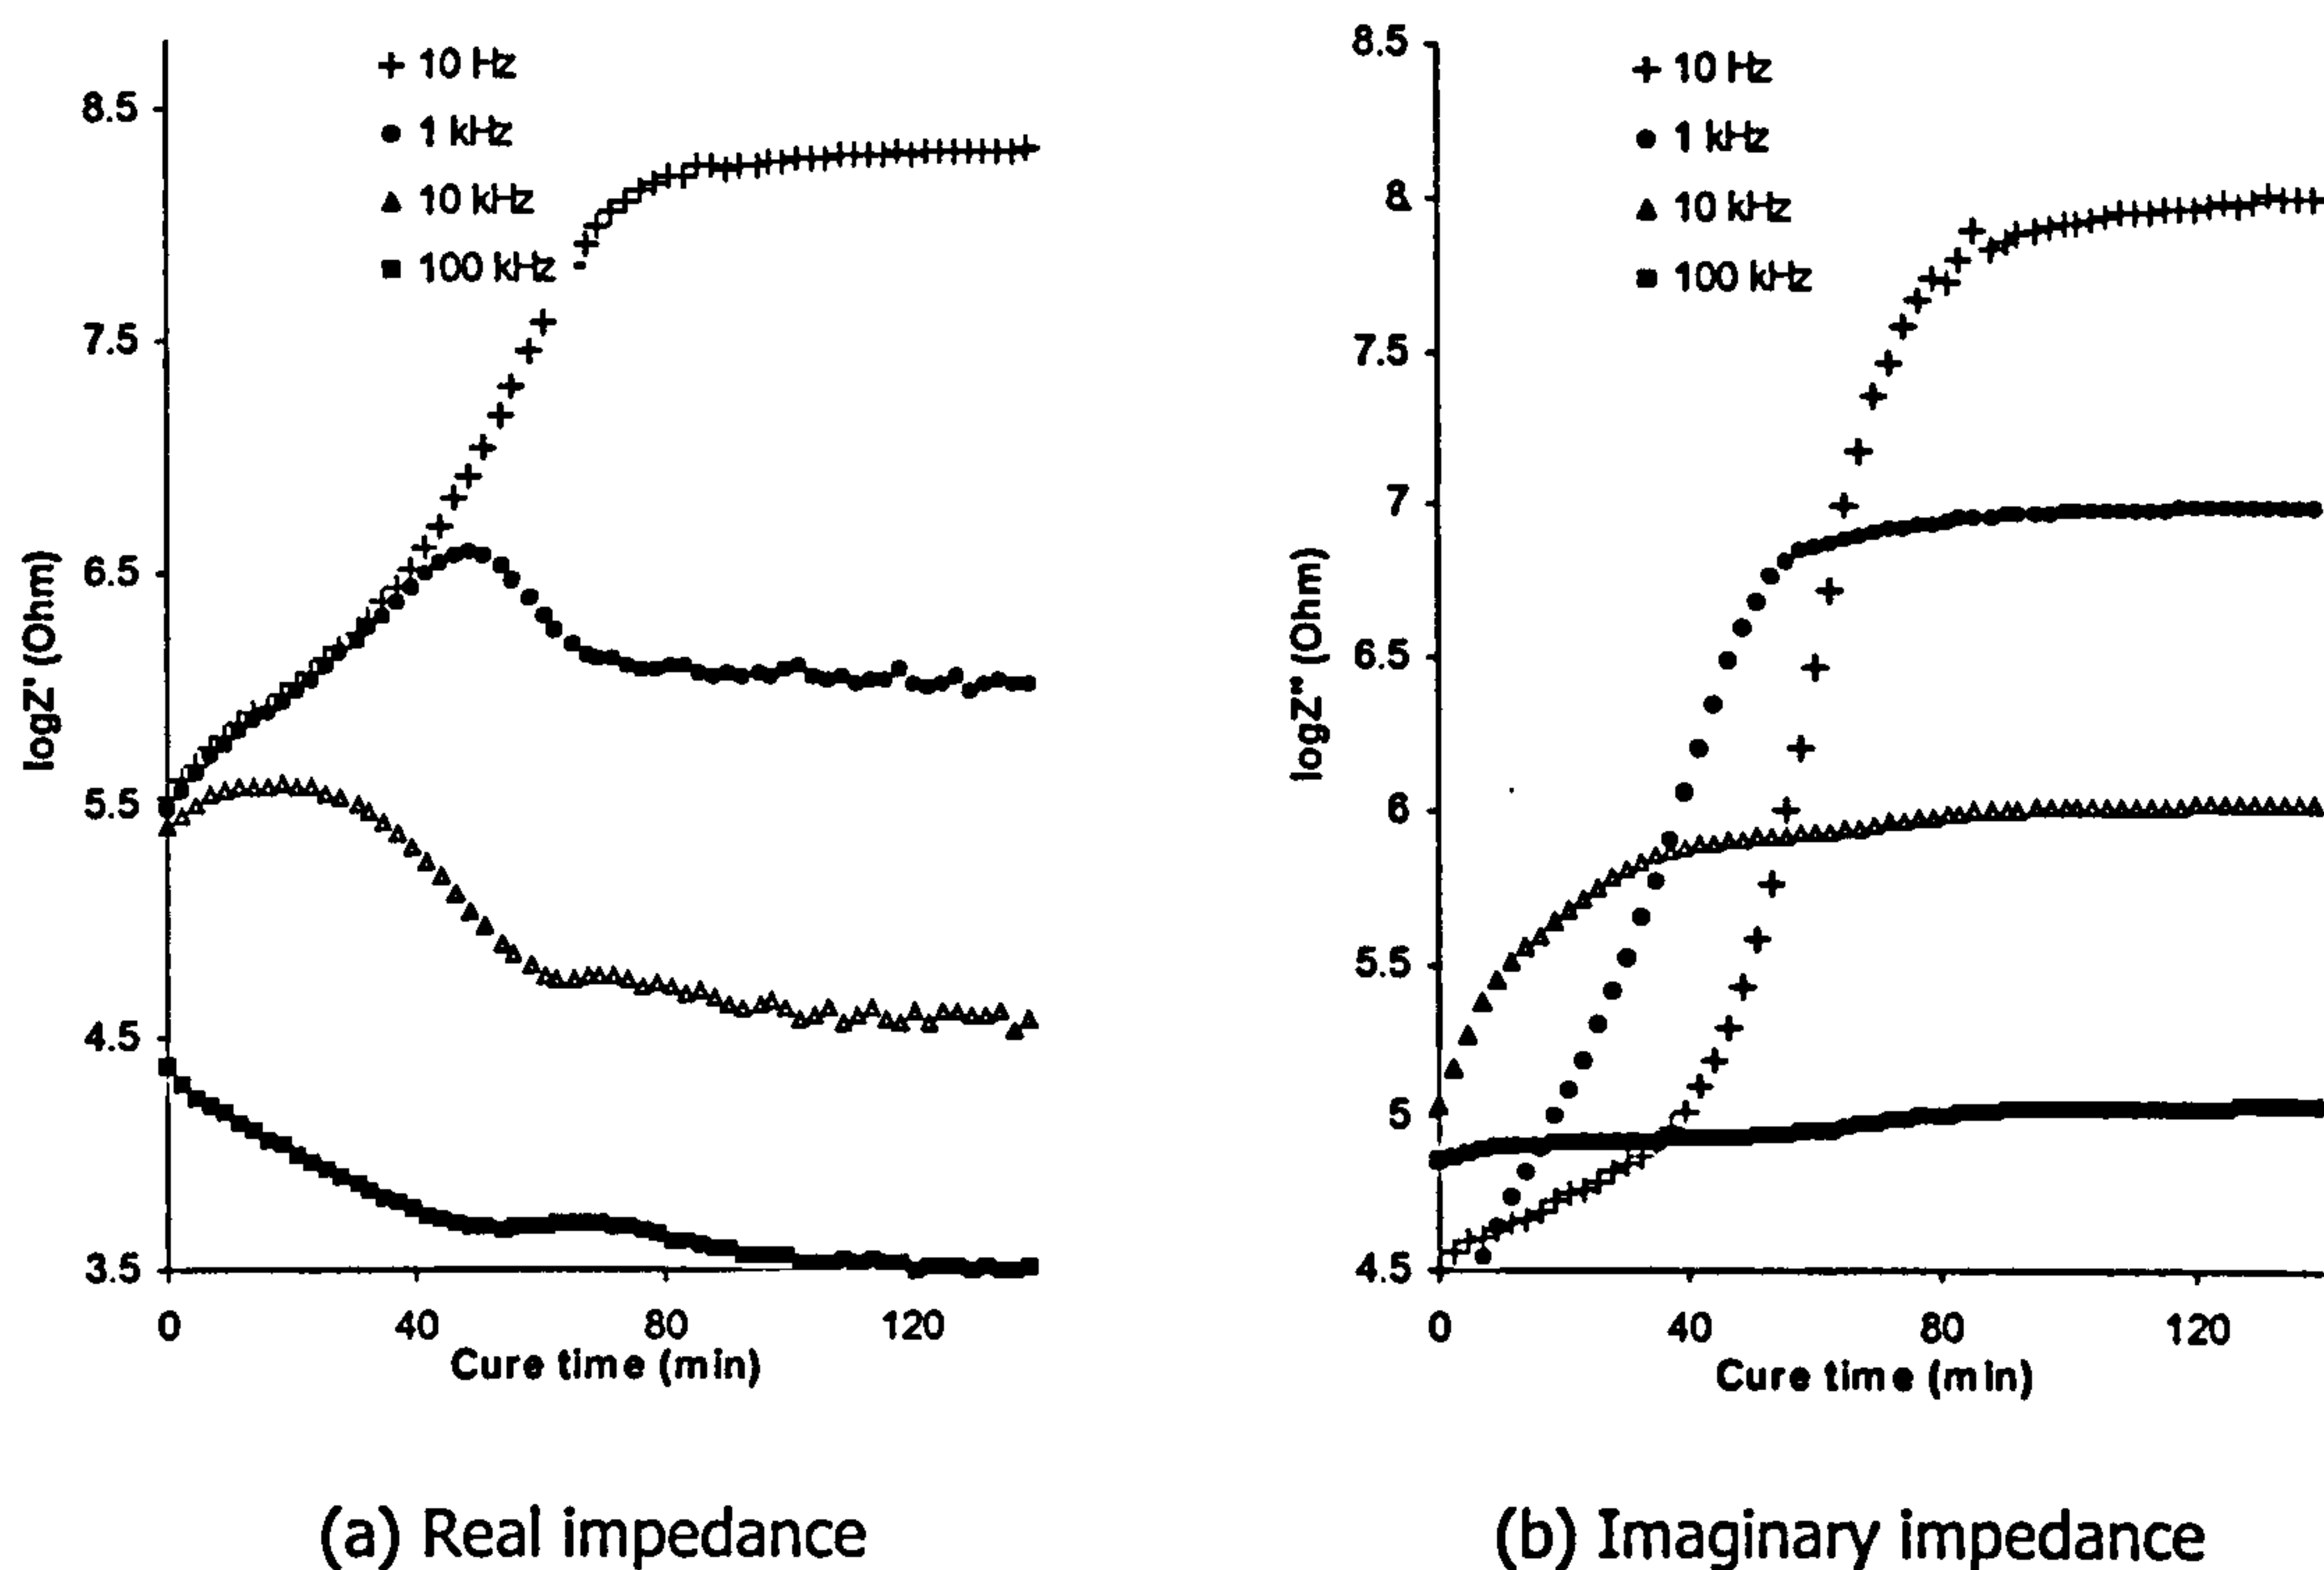 + 10 Hz
● 1 kHz
▲ 10 kHz
■ 100 kHz
8.5
7.5
6.5
5.5
4.5
3.5
logZ' (Ohm)
0 40 80 120
Cure time (min)
(a) Real impedance
+ 10 Hz
● 1 kHz
▲ 10 kHz
■ 100 kHz
8.5
8
7.5
7
6.5
6
5.5
5
4.5
logZ" (Ohm)
0 40 80 120
Cure time (min)
(b) Imaginary impedance